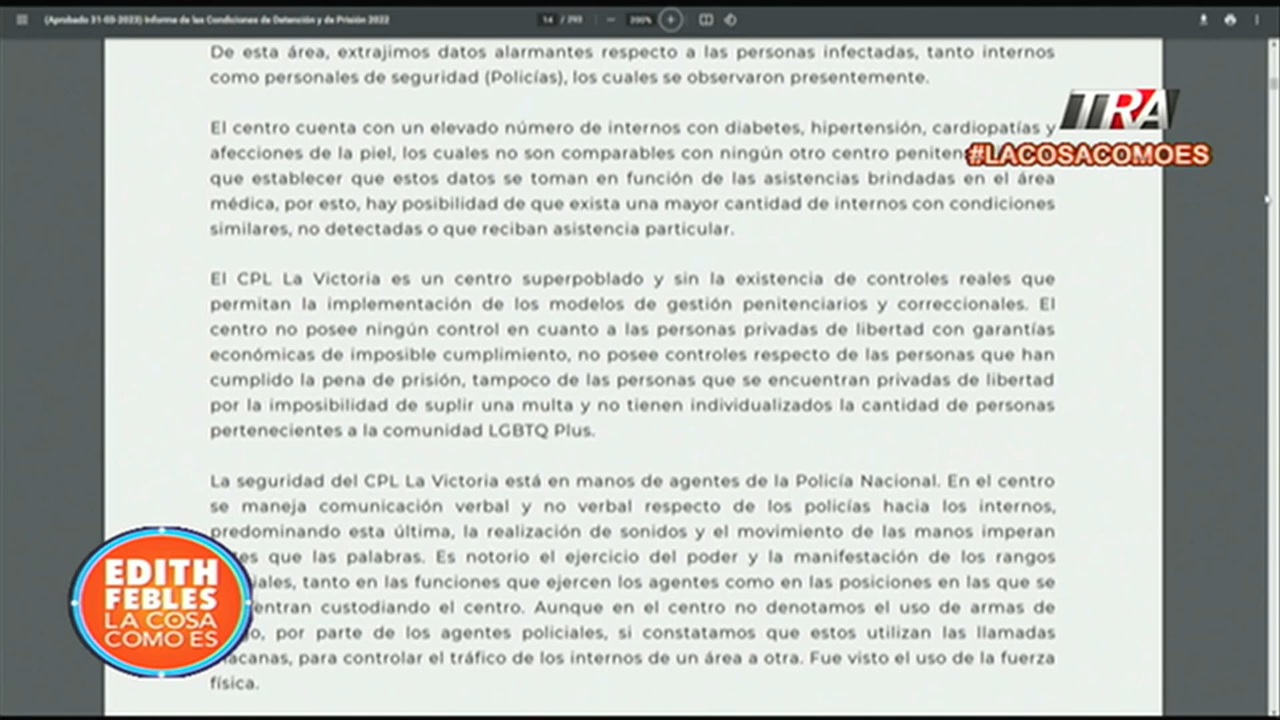 (Aprobado 31-03-2023) Informe de las Condiciones de Detención y de Prisión 2022
14 / 293
200%
De esta área, extrajimos datos alarmantes respecto a las personas infectadas, tanto internos
como personales de seguridad (Policías), los cuales se observaron presentemente.
TRA
#LACOSACOMOES
El centro cuenta con un elevado número de internos con diabetes, hipertensión, cardiopatías y
afecciones de la piel, los cuales no son comparables con ningún otro centro
que establecer que estos datos se toman en función de las asistencias brindadas en el área
médica, por esto, hay posibilidad de que exista una mayor cantidad de internos con condiciones
similares, no detectadas o que reciban asistencia particular.
El CPL La Victoria es un centro superpoblado y sin la existencia de controles reales que
permitan la implementación de los modelos de gestión penitenciarios y correccionales. El
centro no posee ningún control en cuanto a las personas privadas de libertad con garantías
económicas de imposible cumplimiento, no posee controles respecto de las personas que han
cumplido la pena de prisión, tampoco de las personas que se encuentran privadas de libertad
por la imposibilidad de suplir una multa y no tienen individualizados la cantidad de personas
pertenecientes a la comunidad LGBTQ Plus.
La seguridad del CPL La Victoria está en manos de agentes de la Policía Nacional. En el centro
se maneja comunicación verbal y no verbal respecto de los policías hacia los internos,
predominando esta última, la realización de sonidos y el movimiento de las manos imperan
que las palabras. Es notorio el ejercicio del poder y la manifestación de los rangos
tanto en las funciones que ejercen los agentes como en las posiciones en las que se
custodiando el centro. Aunque en el centro no denotamos el uso de armas de
por parte de los agentes policiales, si constatamos que estos utilizan las llamadas
para controlar el tráfico de los internos de un área a otra. Fue visto el uso de la fuerza
física.
EDITH
FEBLES
LA COSA
COMO ES